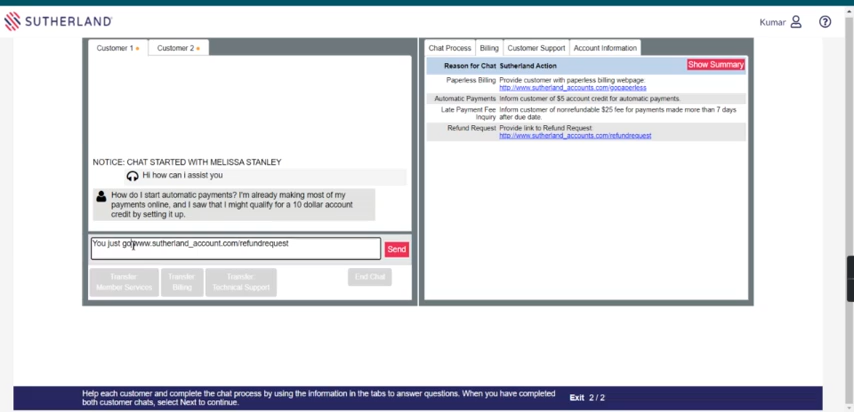 SUTHERLAND
Kumar
Customer 1
Customer 2
NOTICE: CHAT STARTED WITH MELISSA STANLEY
Hi how can i assist you
How do I start automatic payments? I'm already making most of my
payments online, and I saw that I might qualify for a 10 dollar account
credit by setting it up.
You just go www.sutherland_account.com/refundrequest
Send
Transfer
Member Services
Transfer
Billing
Transfer:
Technical Support
End Chat
Chat Process
Billing
Customer Support
Account Information
Reason for Chat Sutherland Action
Show Summary
Paperless Billing Provide customer with paperless billing webpage:
http://www.sutherland_accounts.com/gopaperless
Automatic Payments Inform customer of $5 account credit for automatic payments.
Late Payment Fee Inform customer of nonrefundable $25 fee for payments made more than 7 days
Inquiry after due date.
Refund Request Provide link to Refund Request:
http://www.sutherland_accounts.com/refundrequest
Help each customer and complete the chat process by using the information in the tabs to answer questions. When you have completed
both customer chats, select Next to continue.
Exit 2 / 2